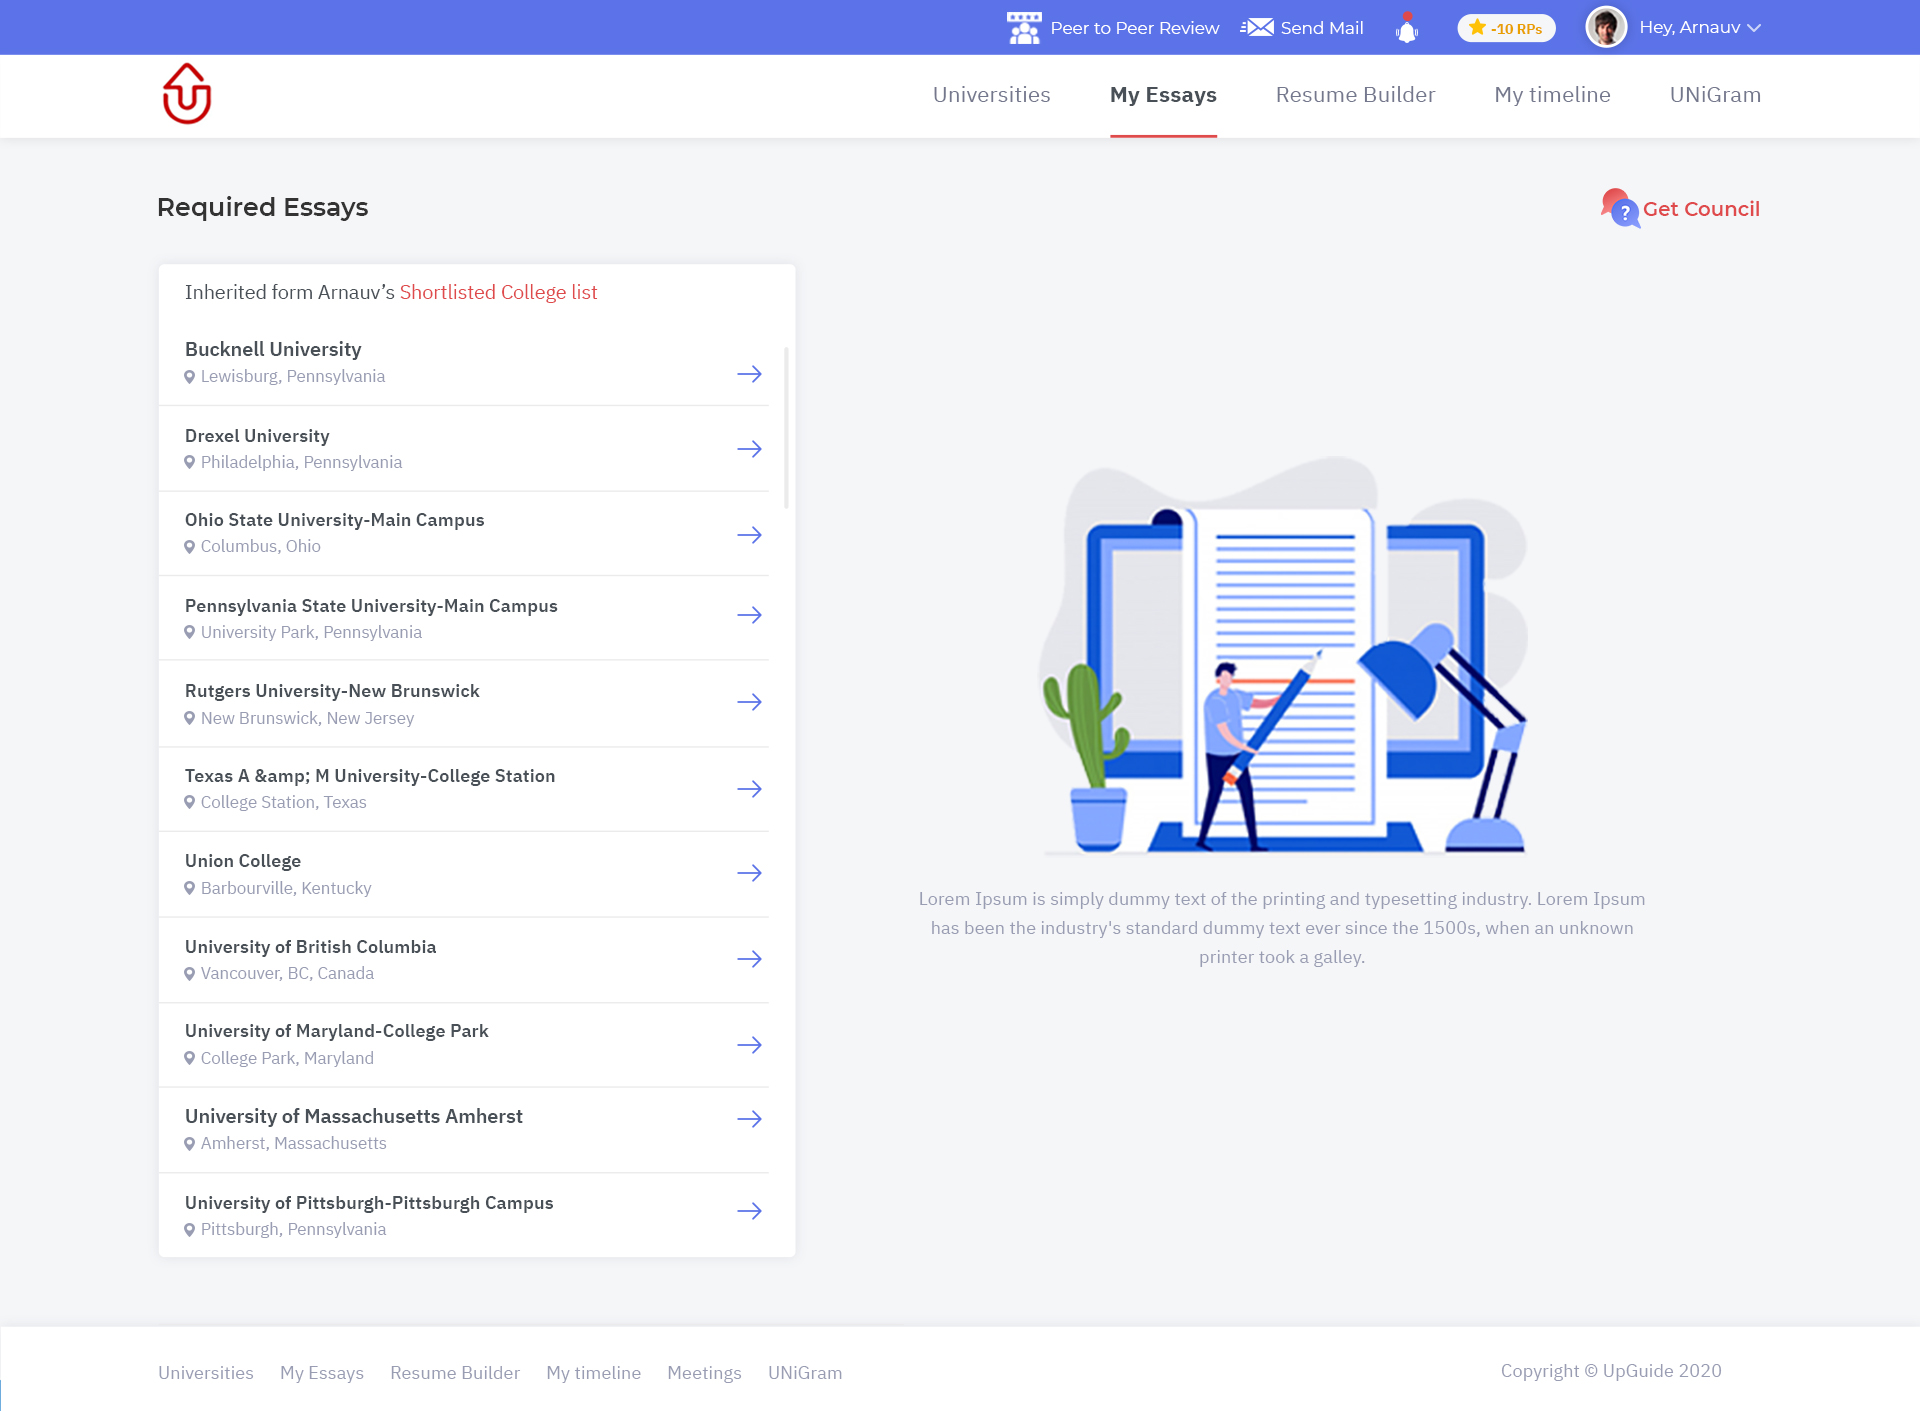 Peer to Peer Review
Send Mail
-10 RPs
Hey, Arnauv
Universities
My Essays
Resume Builder
My timeline
UNiGram
Required Essays
? Get Council
Inherited form Arnauv’s Shortlisted College list
Bucknell University
Lewisburg, Pennsylvania
Drexel University
Philadelphia, Pennsylvania
Ohio State University-Main Campus
Columbus, Ohio
Pennsylvania State University-Main Campus
University Park, Pennsylvania
Rutgers University-New Brunswick
New Brunswick, New Jersey
Texas A &amp; M University-College Station
College Station, Texas
Union College
Barbourville, Kentucky
University of British Columbia
Vancouver, BC, Canada
University of Maryland-College Park
College Park, Maryland
University of Massachusetts Amherst
Amherst, Massachusetts
University of Pittsburgh-Pittsburgh Campus
Pittsburgh, Pennsylvania
Lorem Ipsum is simply dummy text of the printing and typesetting industry. Lorem Ipsum
has been the industry's standard dummy text ever since the 1500s, when an unknown
printer took a galley.
Universities
My Essays
Resume Builder
My timeline
Meetings
UNiGram
Copyright © UpGuide 2020